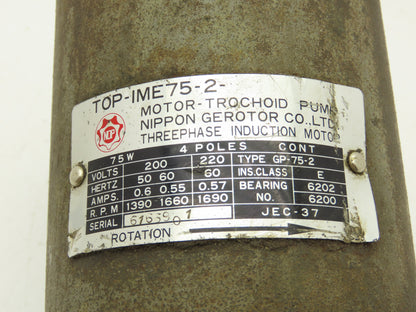 TOP-IME75-2-
NOP
MOTOR-TROCHOID PUMP
NIPPON GEROTOR CO.,LTD
THREEPHASE INDUCTION MOTOR
75W 4 POLES CONT
VOLTS 200 220 TYPE GP-75-2
HERTZ 50 60 60 INS.CLASS E
AMPS. 0.6 0.55 0.57 BEARING 6202
R.P.M 1390 1660 1690 NO. 6200
SERIAL JEC-37
ROTATION